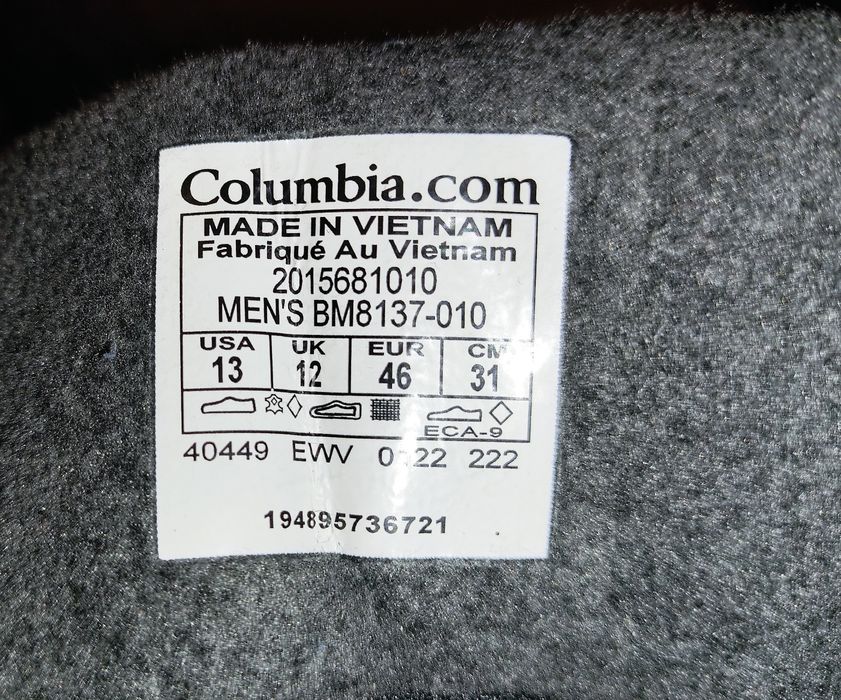 Columbia.com
MADE IN VIETNAM
Fabriqué Au Vietnam
2015681010
MEN'S BM8137-010
USA UK EUR CM
13 12 46 31
ECA-9
40449 EWV 222
194895736721